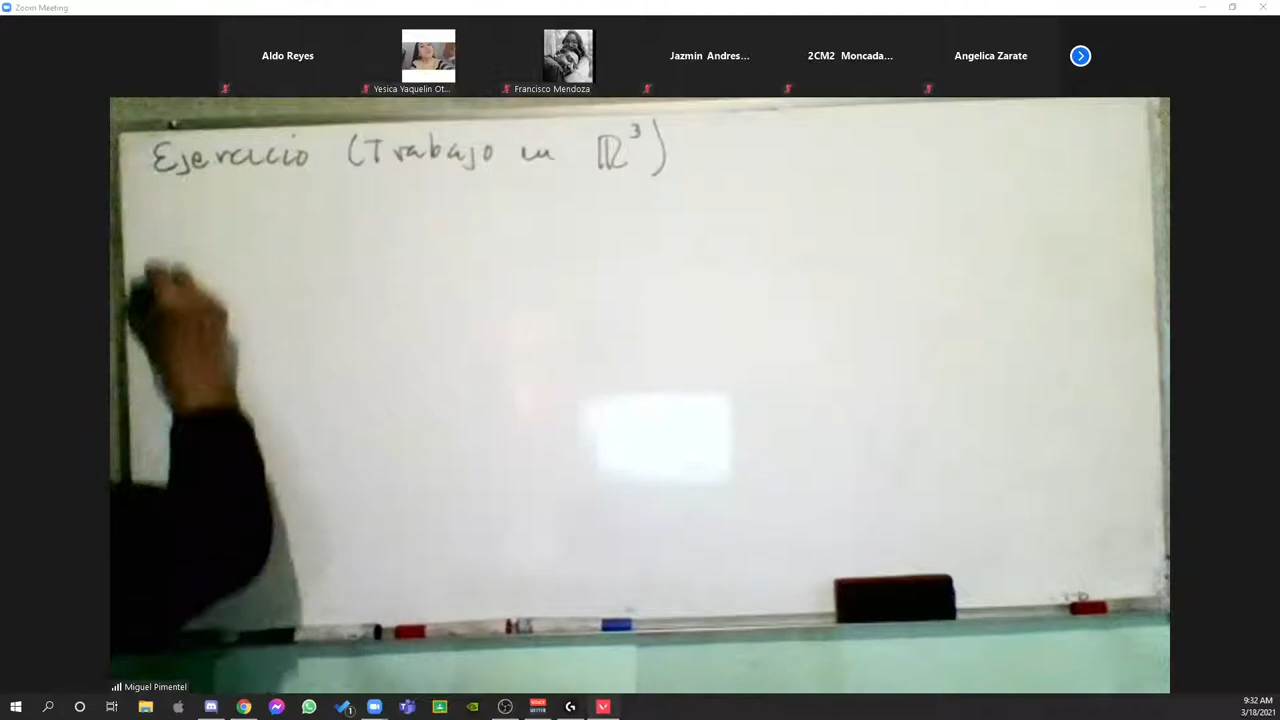 Zoom Meeting
Aldo Reyes
Yesica Yaquelin Ot...
Francisco Mendoza
Jazmin Andres...
2CM2 Moncada...
Angelica Zarate
Ejercicio (Trabajo en ℝ³)
Miguel Pimentel
1
9:32 AM
3/18/2021